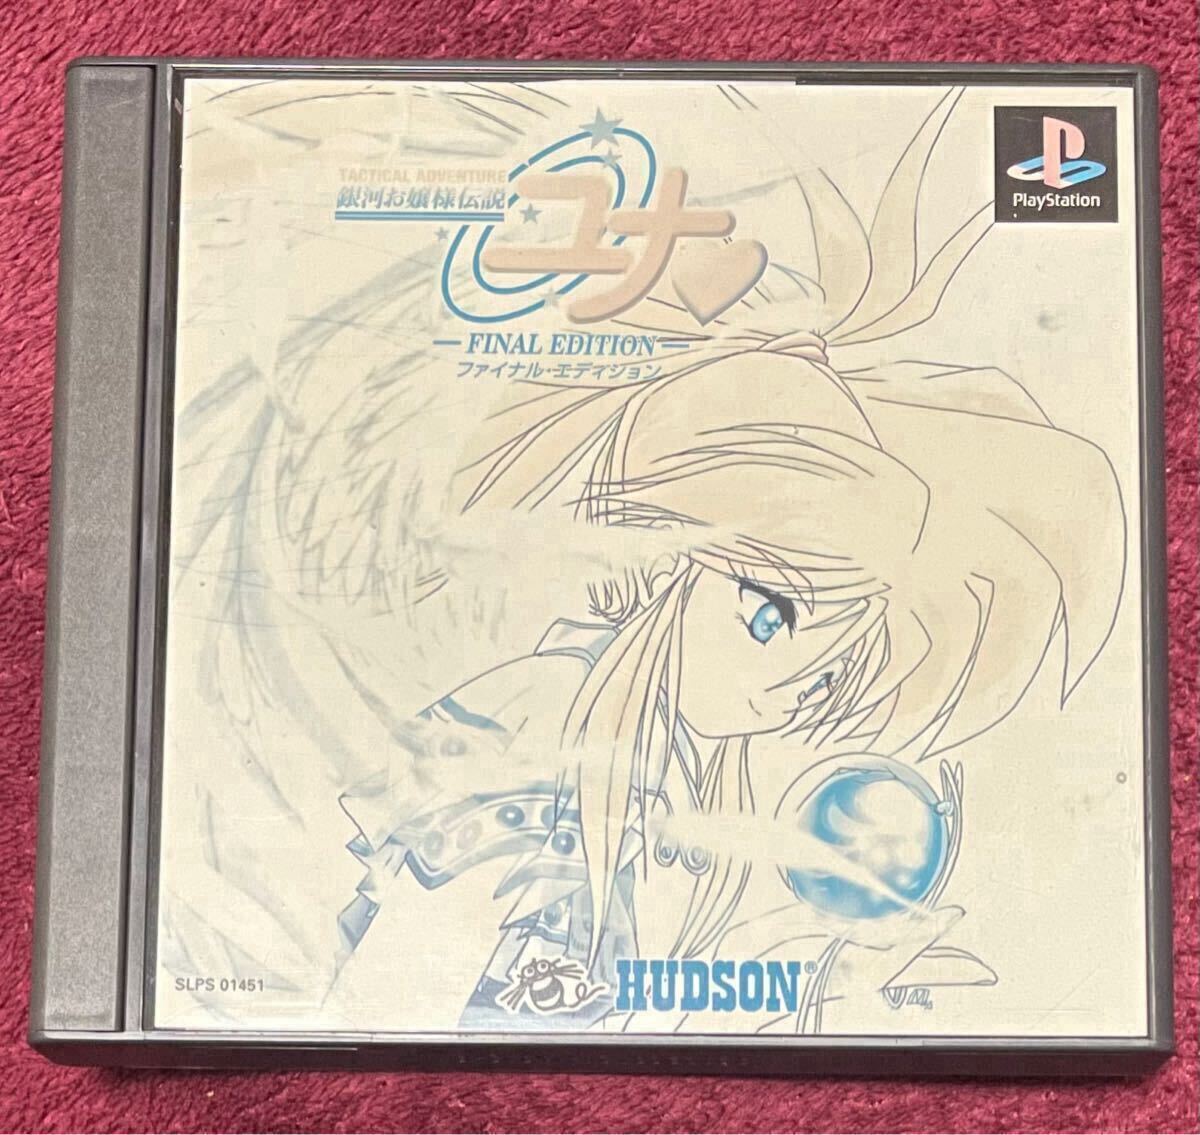 TACTICAL ADVENTURE
銀河お嬢様伝説
ユナ
FINAL EDITION
ファイナル・エディション
PlayStation
SLPS 01451
HUDSON®